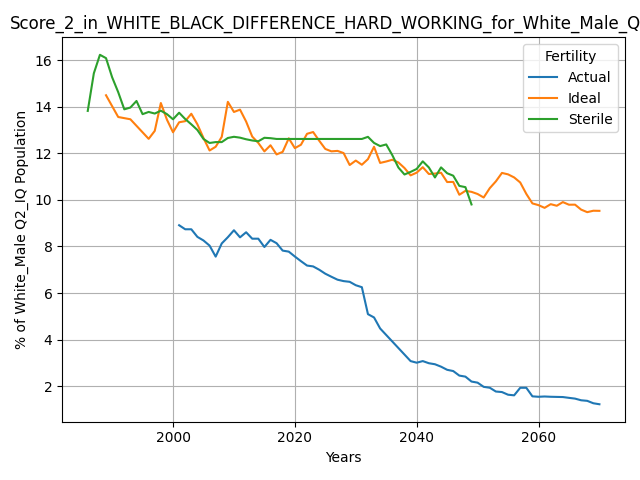 Score_2_in_WHITE_BLACK_DIFFERENCE_HARD_WORKING_for_White_Male_Q
Fertility
Actual
Ideal
Sterile
% of White_Male Q2_IQ Population
16
14
12
10
8
6
4
2
2000 2020 2040 2060
Years